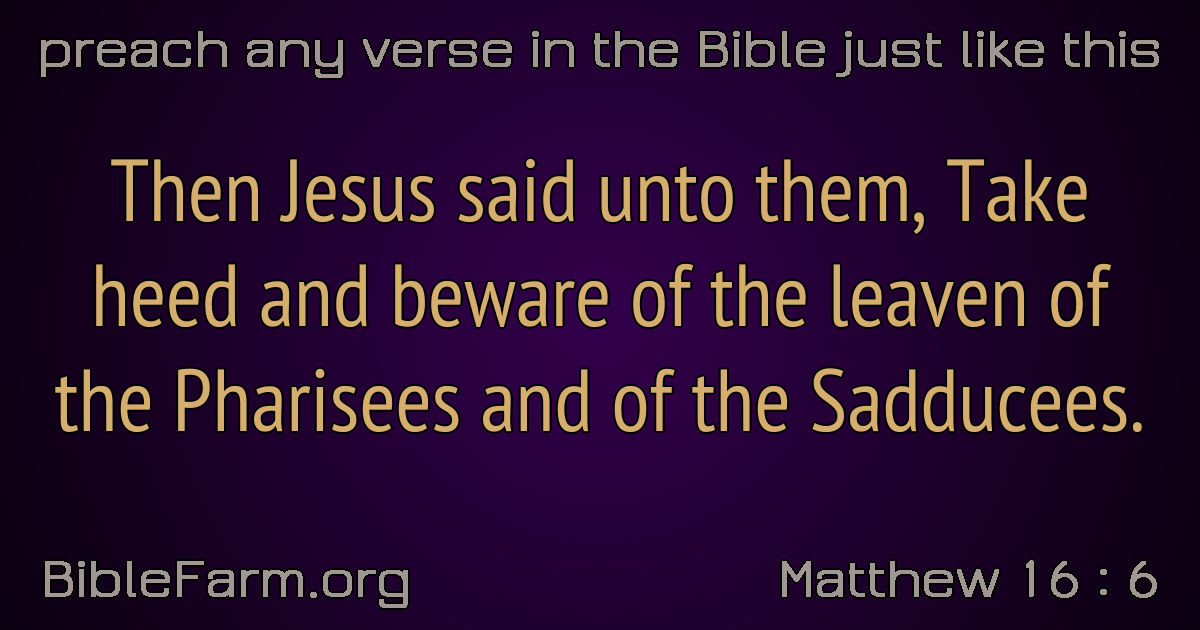 preach any verse in the Bible just like this
Then Jesus said unto them, Take
heed and beware of the leaven of
the Pharisees and of the Sadducees.
BibleFarm.org
Matthew 16 : 6